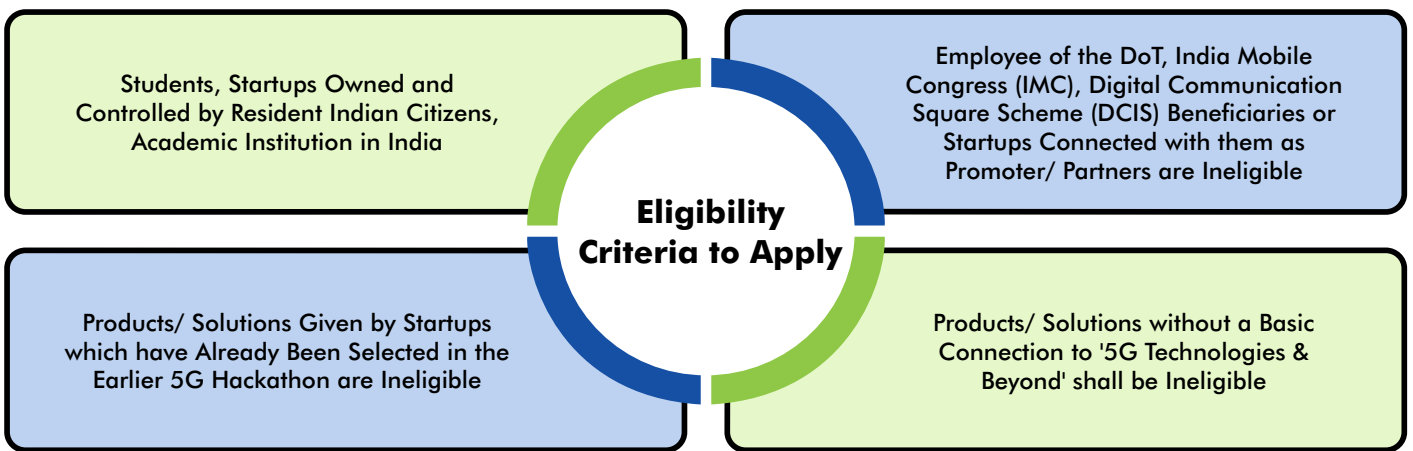 Students, Startups Owned and
Controlled by Resident Indian Citizens,
Academic Institution in India
Employee of the DoT, India Mobile
Congress (IMC), Digital Communication
Square Scheme (DCIS) Beneficiaries or
Startups Connected with them as
Promoter/ Partners are Ineligible
Eligibility
Criteria to Apply
Products/ Solutions Given by Startups
which have Already Been Selected in the
Earlier 5G Hackathon are Ineligible
Products/ Solutions without a Basic
Connection to '5G Technologies &
Beyond' shall be Ineligible